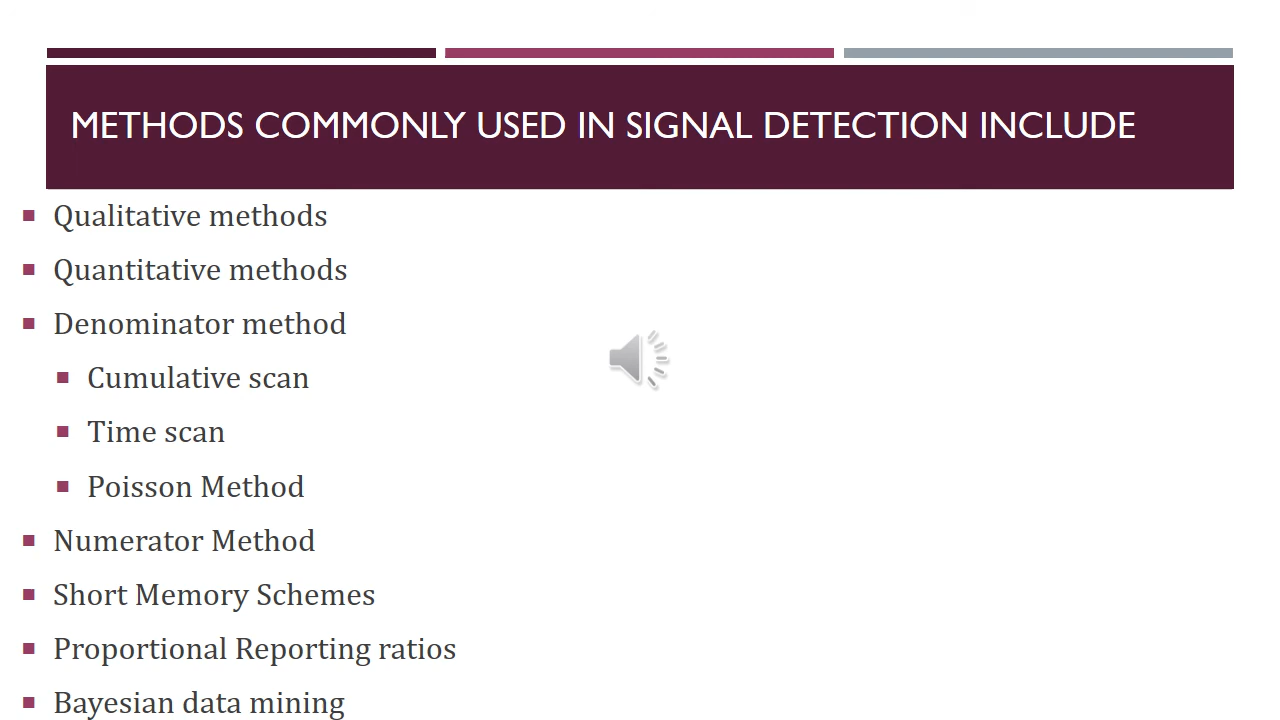 METHODS COMMONLY USED IN SIGNAL DETECTION INCLUDE
Qualitative methods
Quantitative methods
Denominator method
Cumulative scan
Time scan
Poisson Method
Numerator Method
Short Memory Schemes
Proportional Reporting ratios
Bayesian data mining